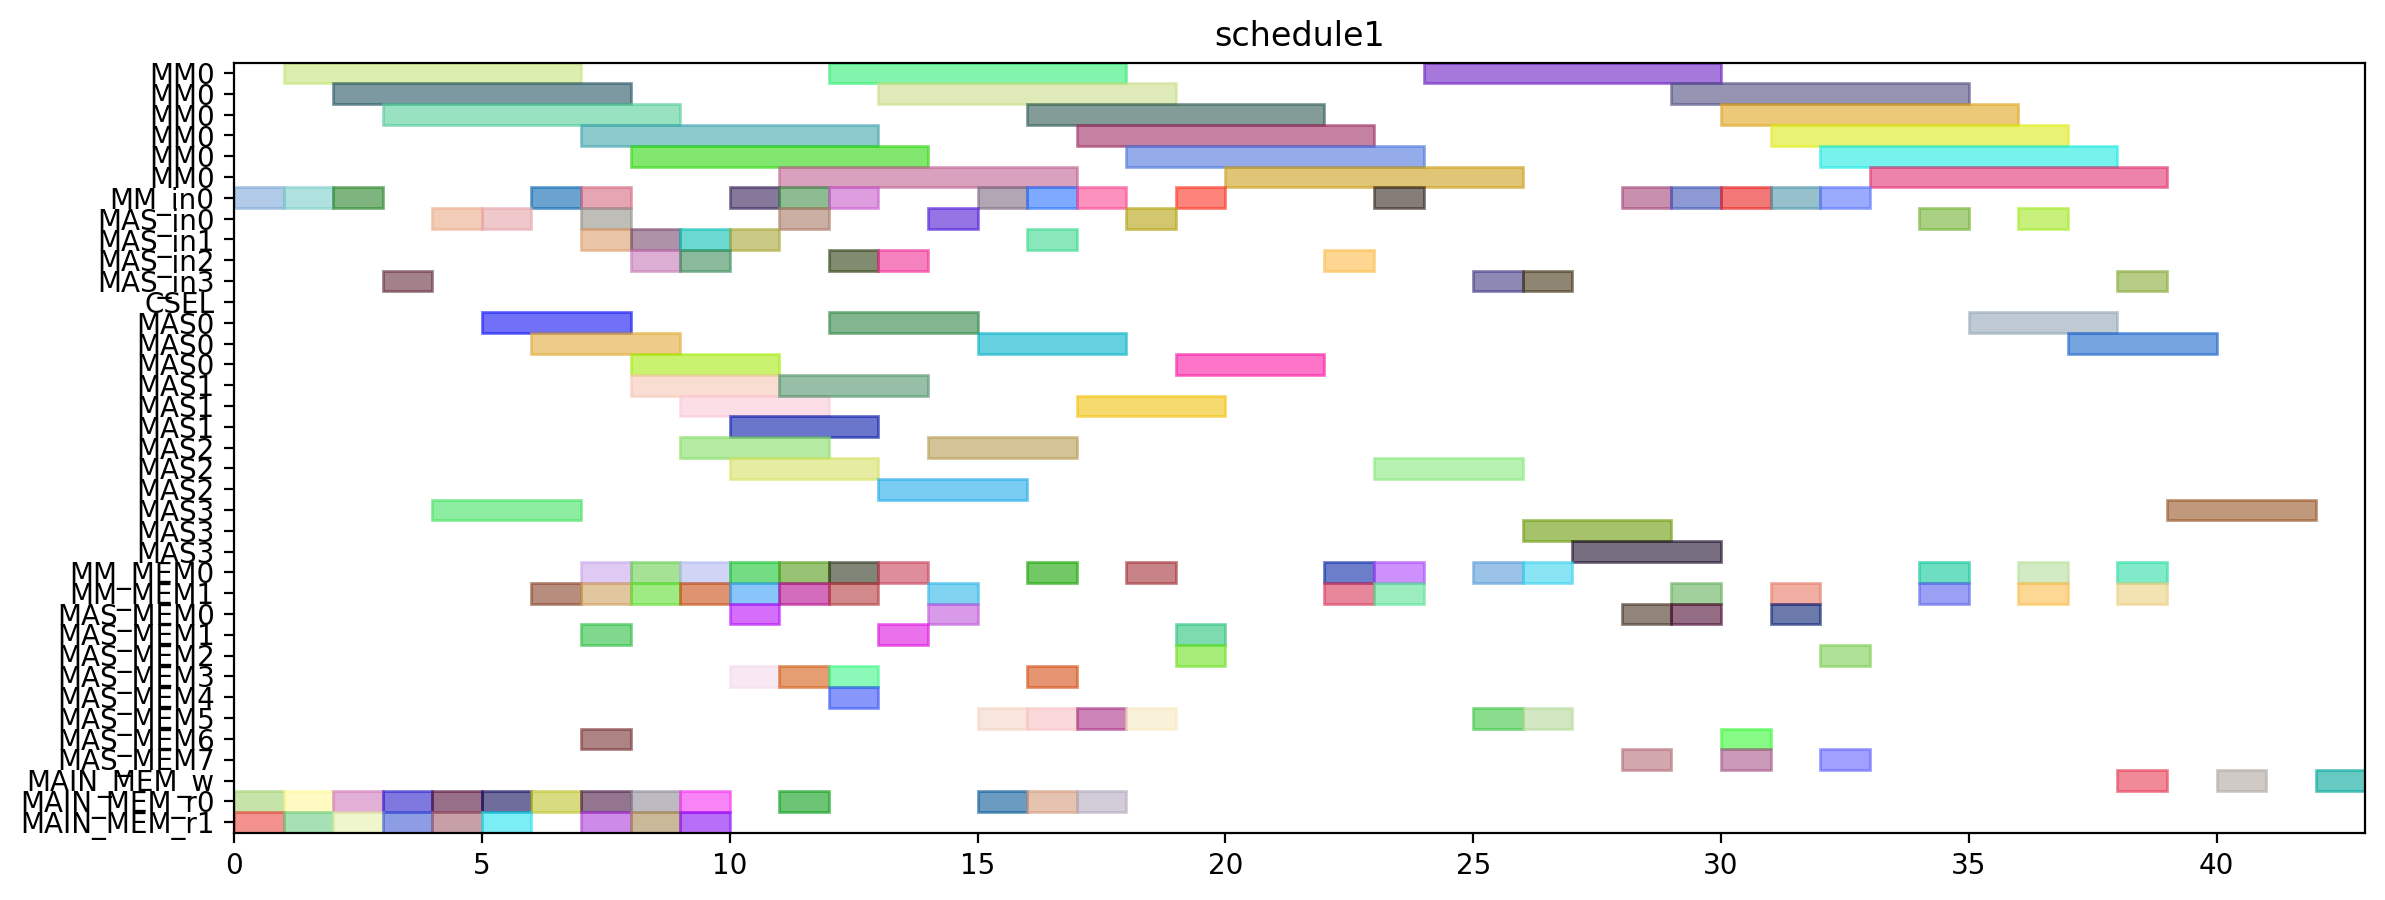 schedule1
MM0
MM0
MM0
MM0
MM0
MM0
MM_in0
MAS_in0
MAS_in1
MAS_in2
MAS_in3
CSEL
MAS0
MAS0
MAS0
MAS1
MAS1
MAS1
MAS2
MAS2
MAS2
MAS3
MAS3
MAS3
MM_MEM0
MM_MEM1
MAS_MEM0
MAS_MEM1
MAS_MEM2
MAS_MEM3
MAS_MEM4
MAS_MEM5
MAS_MEM6
MAS_MEM7
MAIN_MEM_w
MAIN_MEM_r0
MAIN_MEM_r1
0 5 10 15 20 25 30 35 40